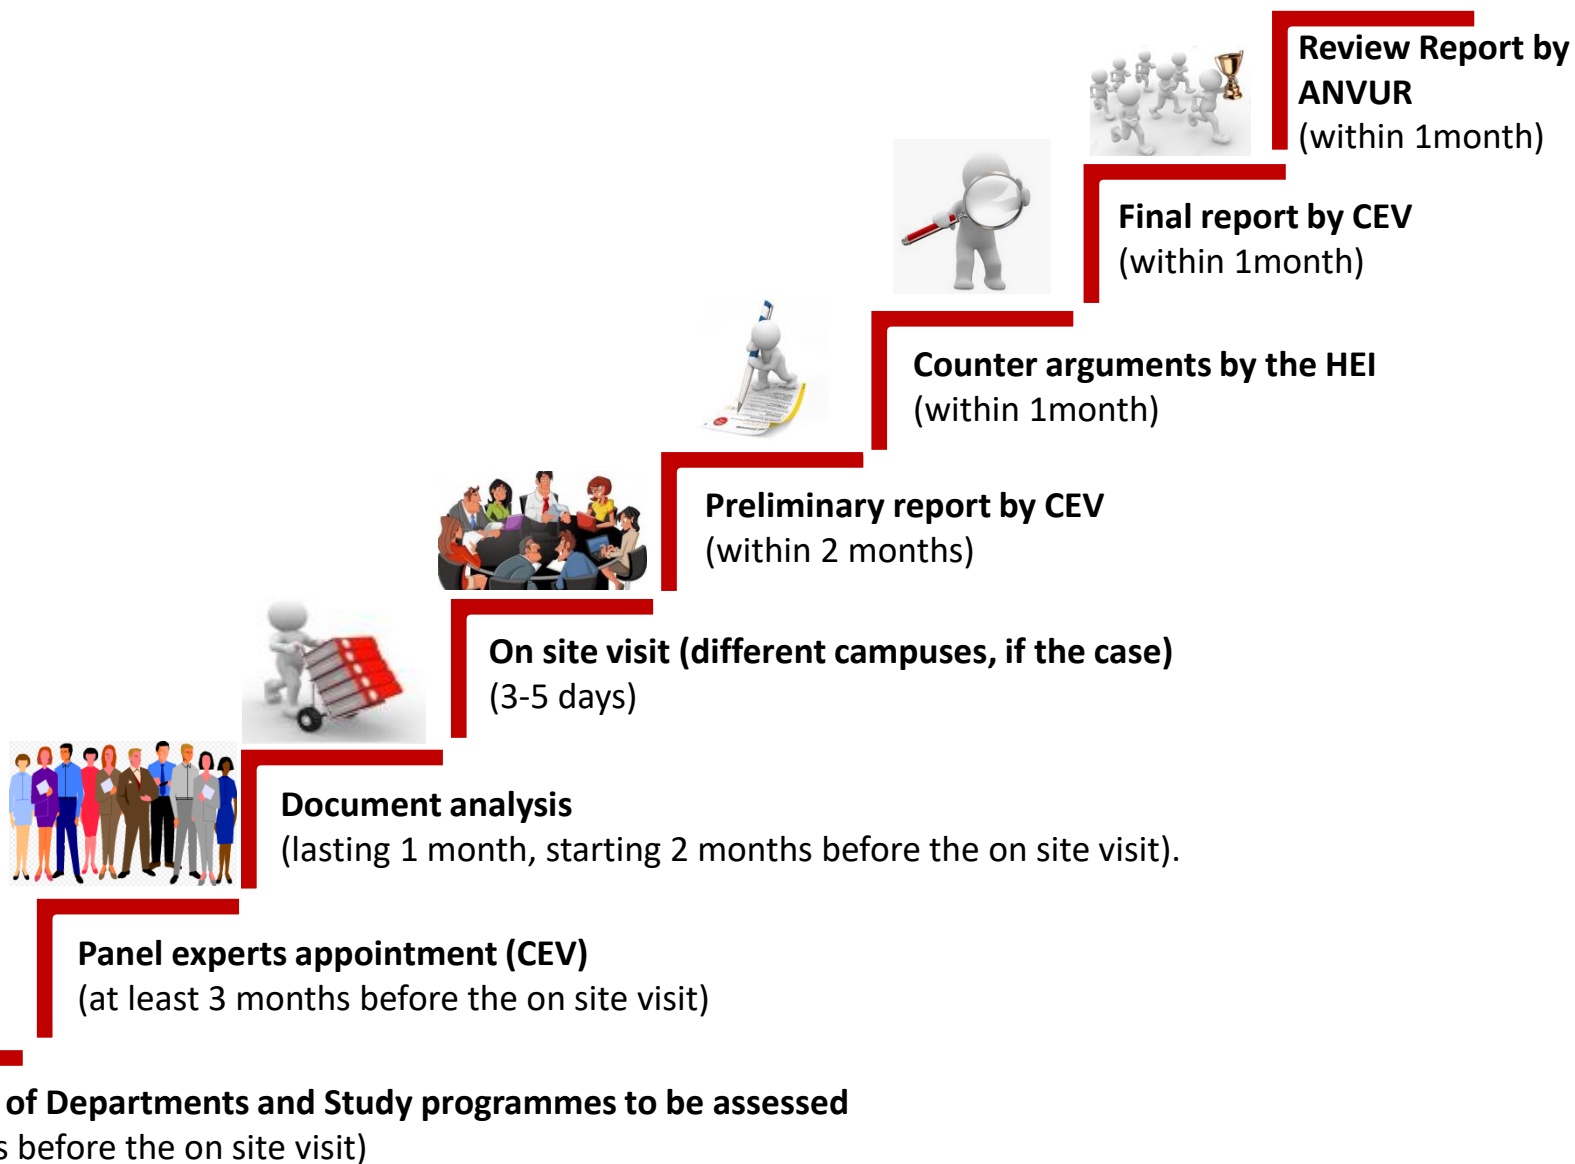 Review Report by
ANVUR
(within 1month)
Final report by CEV
(within 1month)
Counter arguments by the HEI
(within 1month)
Preliminary report by CEV
(within 2 months)
On site visit (different campuses, if the case)
(3-5 days)
Document analysis
(lasting 1 month, starting 2 months before the on site visit).
Panel experts appointment (CEV)
(at least 3 months before the on site visit)
of Departments and Study programmes to be assessed
before the on site visit)